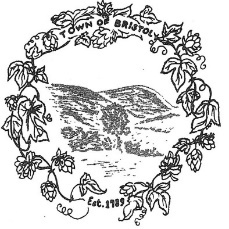 TOWN OF BRISTOL
Est. 1789